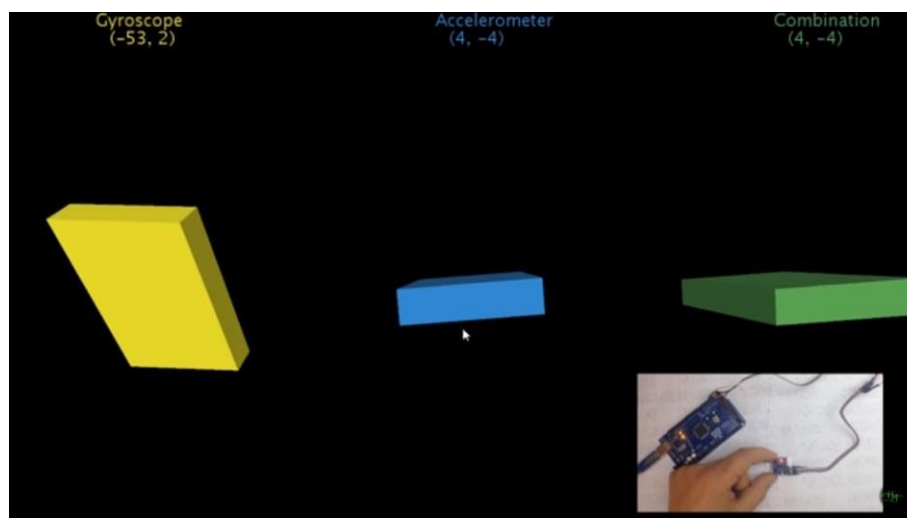 Gyroscope
(-53, 2)
Accelerometer
(4, -4)
Combination
(4, -4)